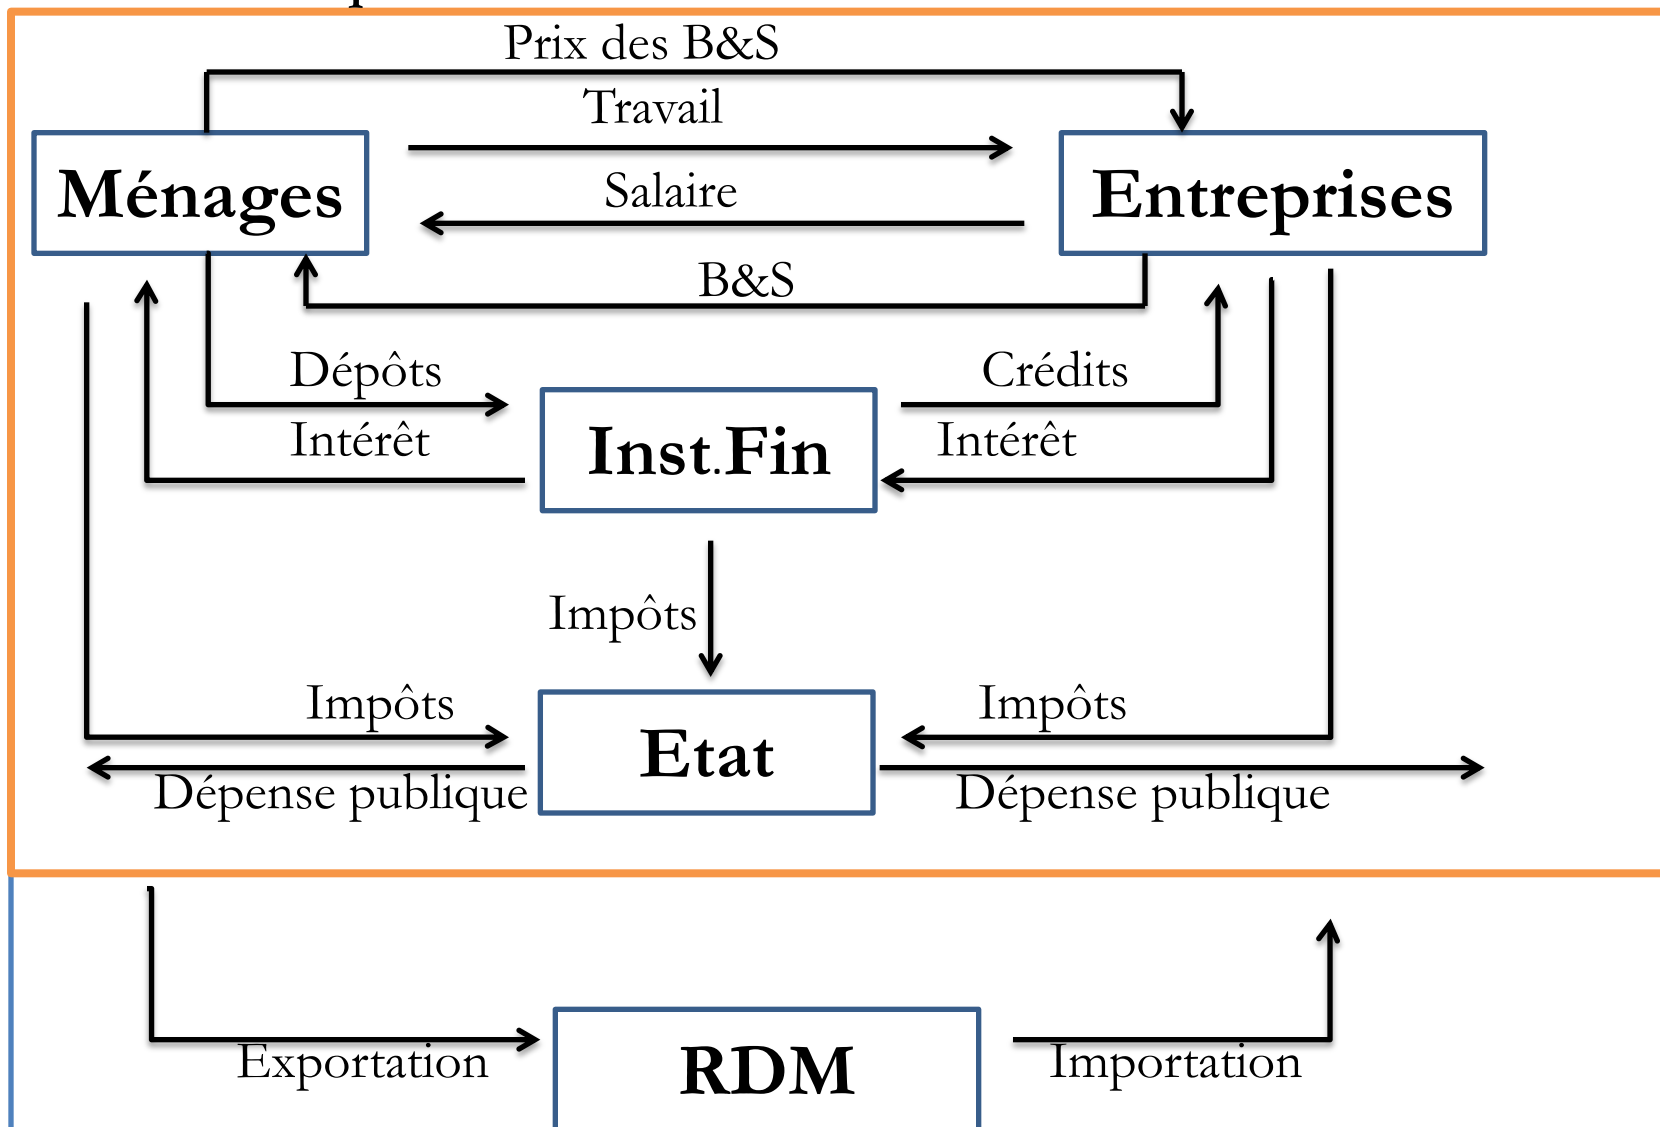 Prix des B&S
Travail
Ménages
Entreprises
Salaire
B&S
Dépôts
Crédits
Intérêt
Inst.Fin
Intérêt
Impôts
Impôts
Impôts
Etat
Dépense publique
Dépense publique
Exportation
RDM
Importation